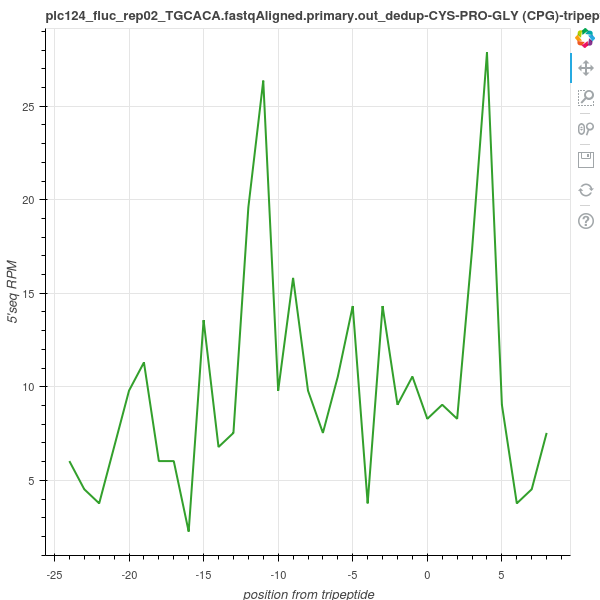 plc124_fluc_rep02_TGCACA.fastqAligned.primary.out_dedup-CYS-PRO-GLY (CPG)-tripept
5'seq RPM
25
20
15
10
5
-25 -20 -15 -10 -5 0 5
position from tripeptide